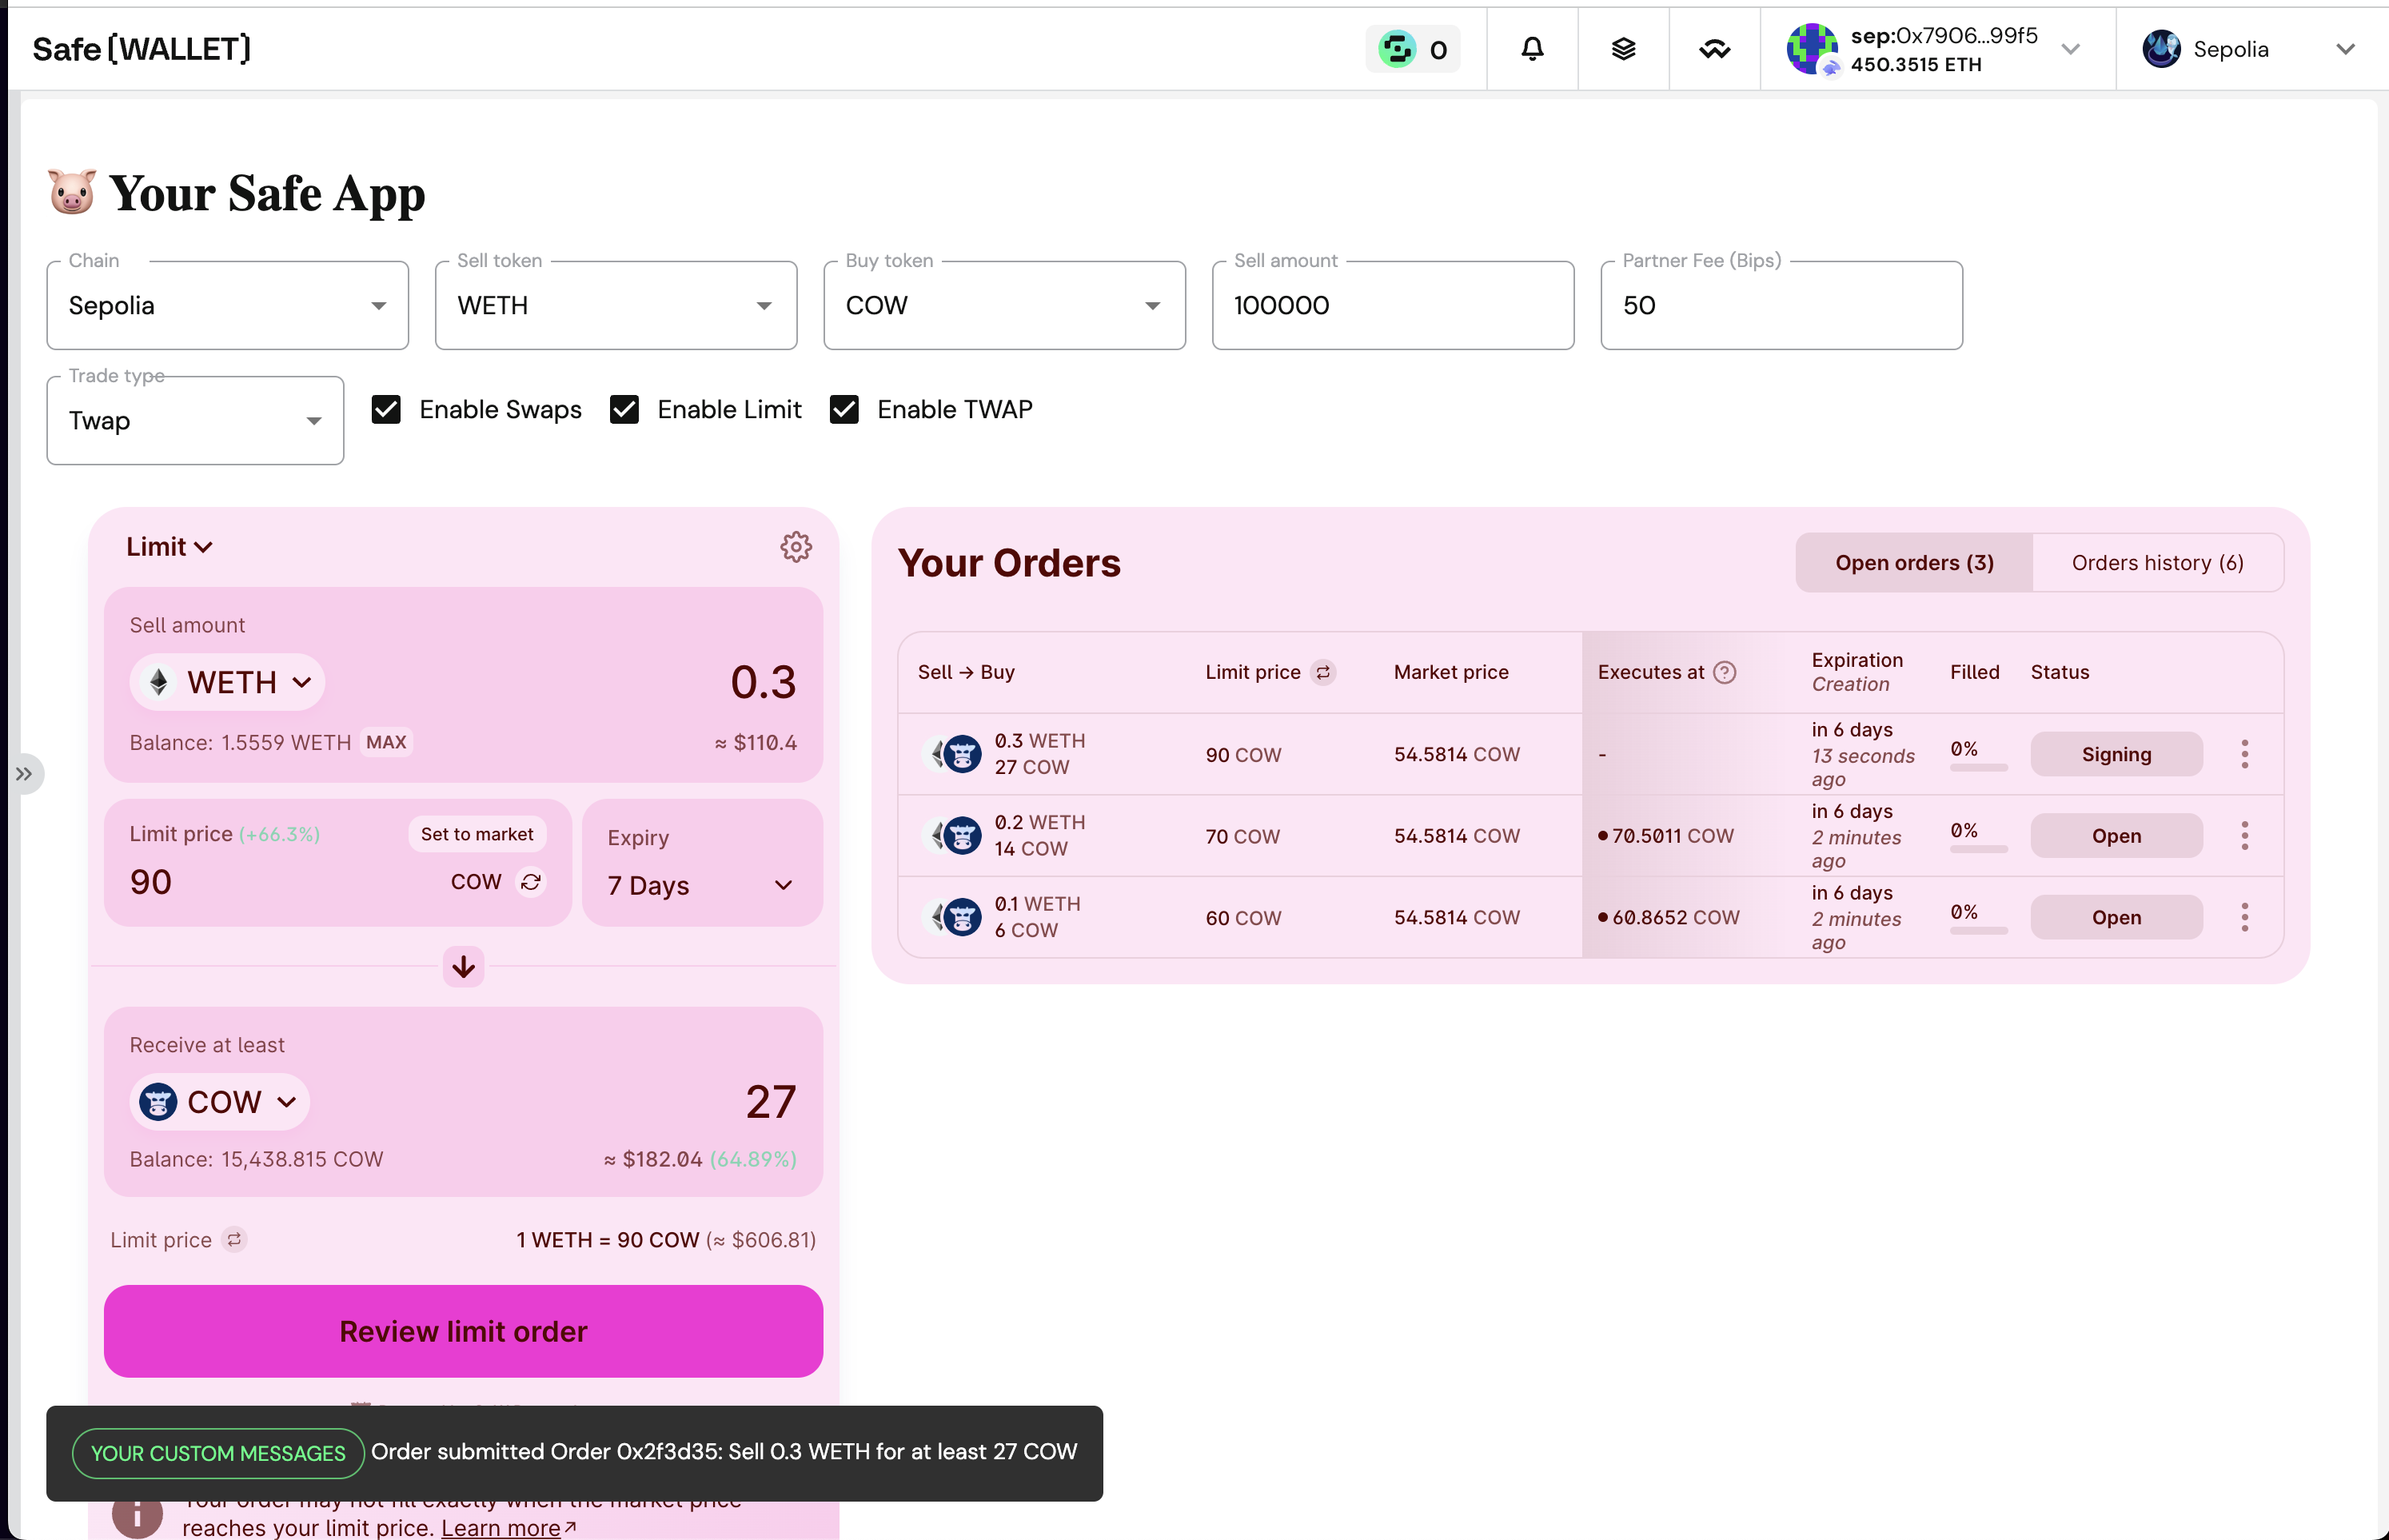 Safe[WALLET]
0
sep:0x7906...99f5
450.3515 ETH
Sepolia
Your Safe App
Chain
Sepolia
Sell token
WETH
Buy token
COW
Sell amount
100000
Partner Fee (Bips)
50
Trade type
Twap
Enable Swaps
Enable Limit
Enable TWAP
Limit
Sell amount
WETH
0.3
Balance: 1.5559 WETH MAX
≈ $110.4
Limit price (+66.3%)
Set to market
90
COW
Expiry
7 Days
Receive at least
COW
27
Balance: 15,438.815 COW
≈ $182.04 (64.89%)
Limit price
1 WETH = 90 COW (≈ $606.81)
Review limit order
YOUR CUSTOM MESSAGES Order submitted Order 0x2f3d35: Sell 0.3 WETH for at least 27 COW
Your order may not fill exactly when the market price
reaches your limit price. Learn more↗
Your Orders
Open orders (3)
Orders history (6)
Sell → Buy
Limit price
Market price
Executes at ?
Expiration
Creation
Filled
Status
0.3 WETH
27 COW
90 COW
54.5814 COW
-
in 6 days
13 seconds
ago
0%
Signing
0.2 WETH
14 COW
70 COW
54.5814 COW
70.5011 COW
in 6 days
2 minutes
ago
0%
Open
0.1 WETH
6 COW
60 COW
54.5814 COW
60.8652 COW
in 6 days
2 minutes
ago
0%
Open